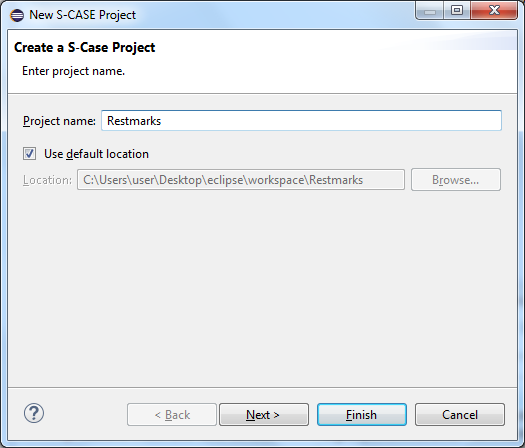 New S-CASE Project
Create a S-Case Project
Enter project name.
Project name: Restmarks
Use default location
Location: C:\Users\user\Desktop\eclipse\workspace\Restmarks Browse...
? < Back Next > Finish Cancel